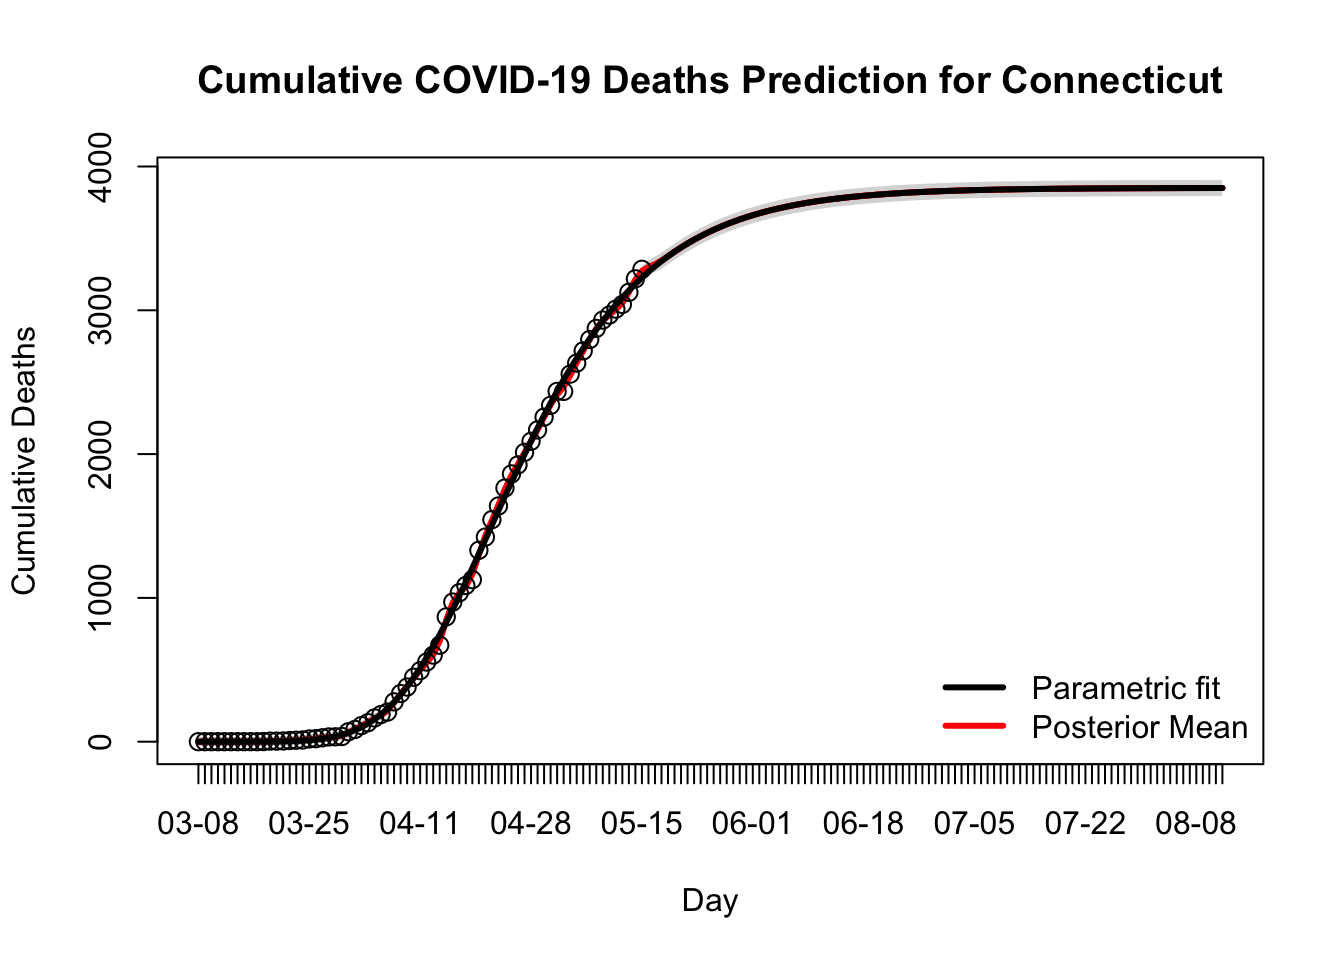 Cumulative COVID-19 Deaths Prediction for Connecticut
Cumulative Deaths
4000
3000
2000
1000
0
Parametric fit
Posterior Mean
03-08 03-25 04-11 04-28 05-15 06-01 06-18 07-05 07-22 08-08
Day